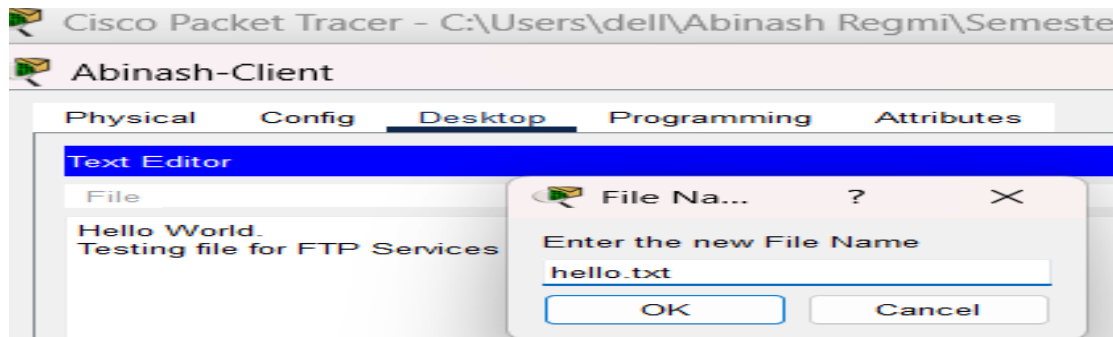 Cisco Packet Tracer - C:\Users\dell\Abinash Regmi\Semeste
Abinash-Client
Physical Config Desktop Programming Attributes
Text Editor
File
Hello World.
Testing file for FTP Services
File Na... ? ✕
Enter the new File Name
hello.txt
OK Cancel